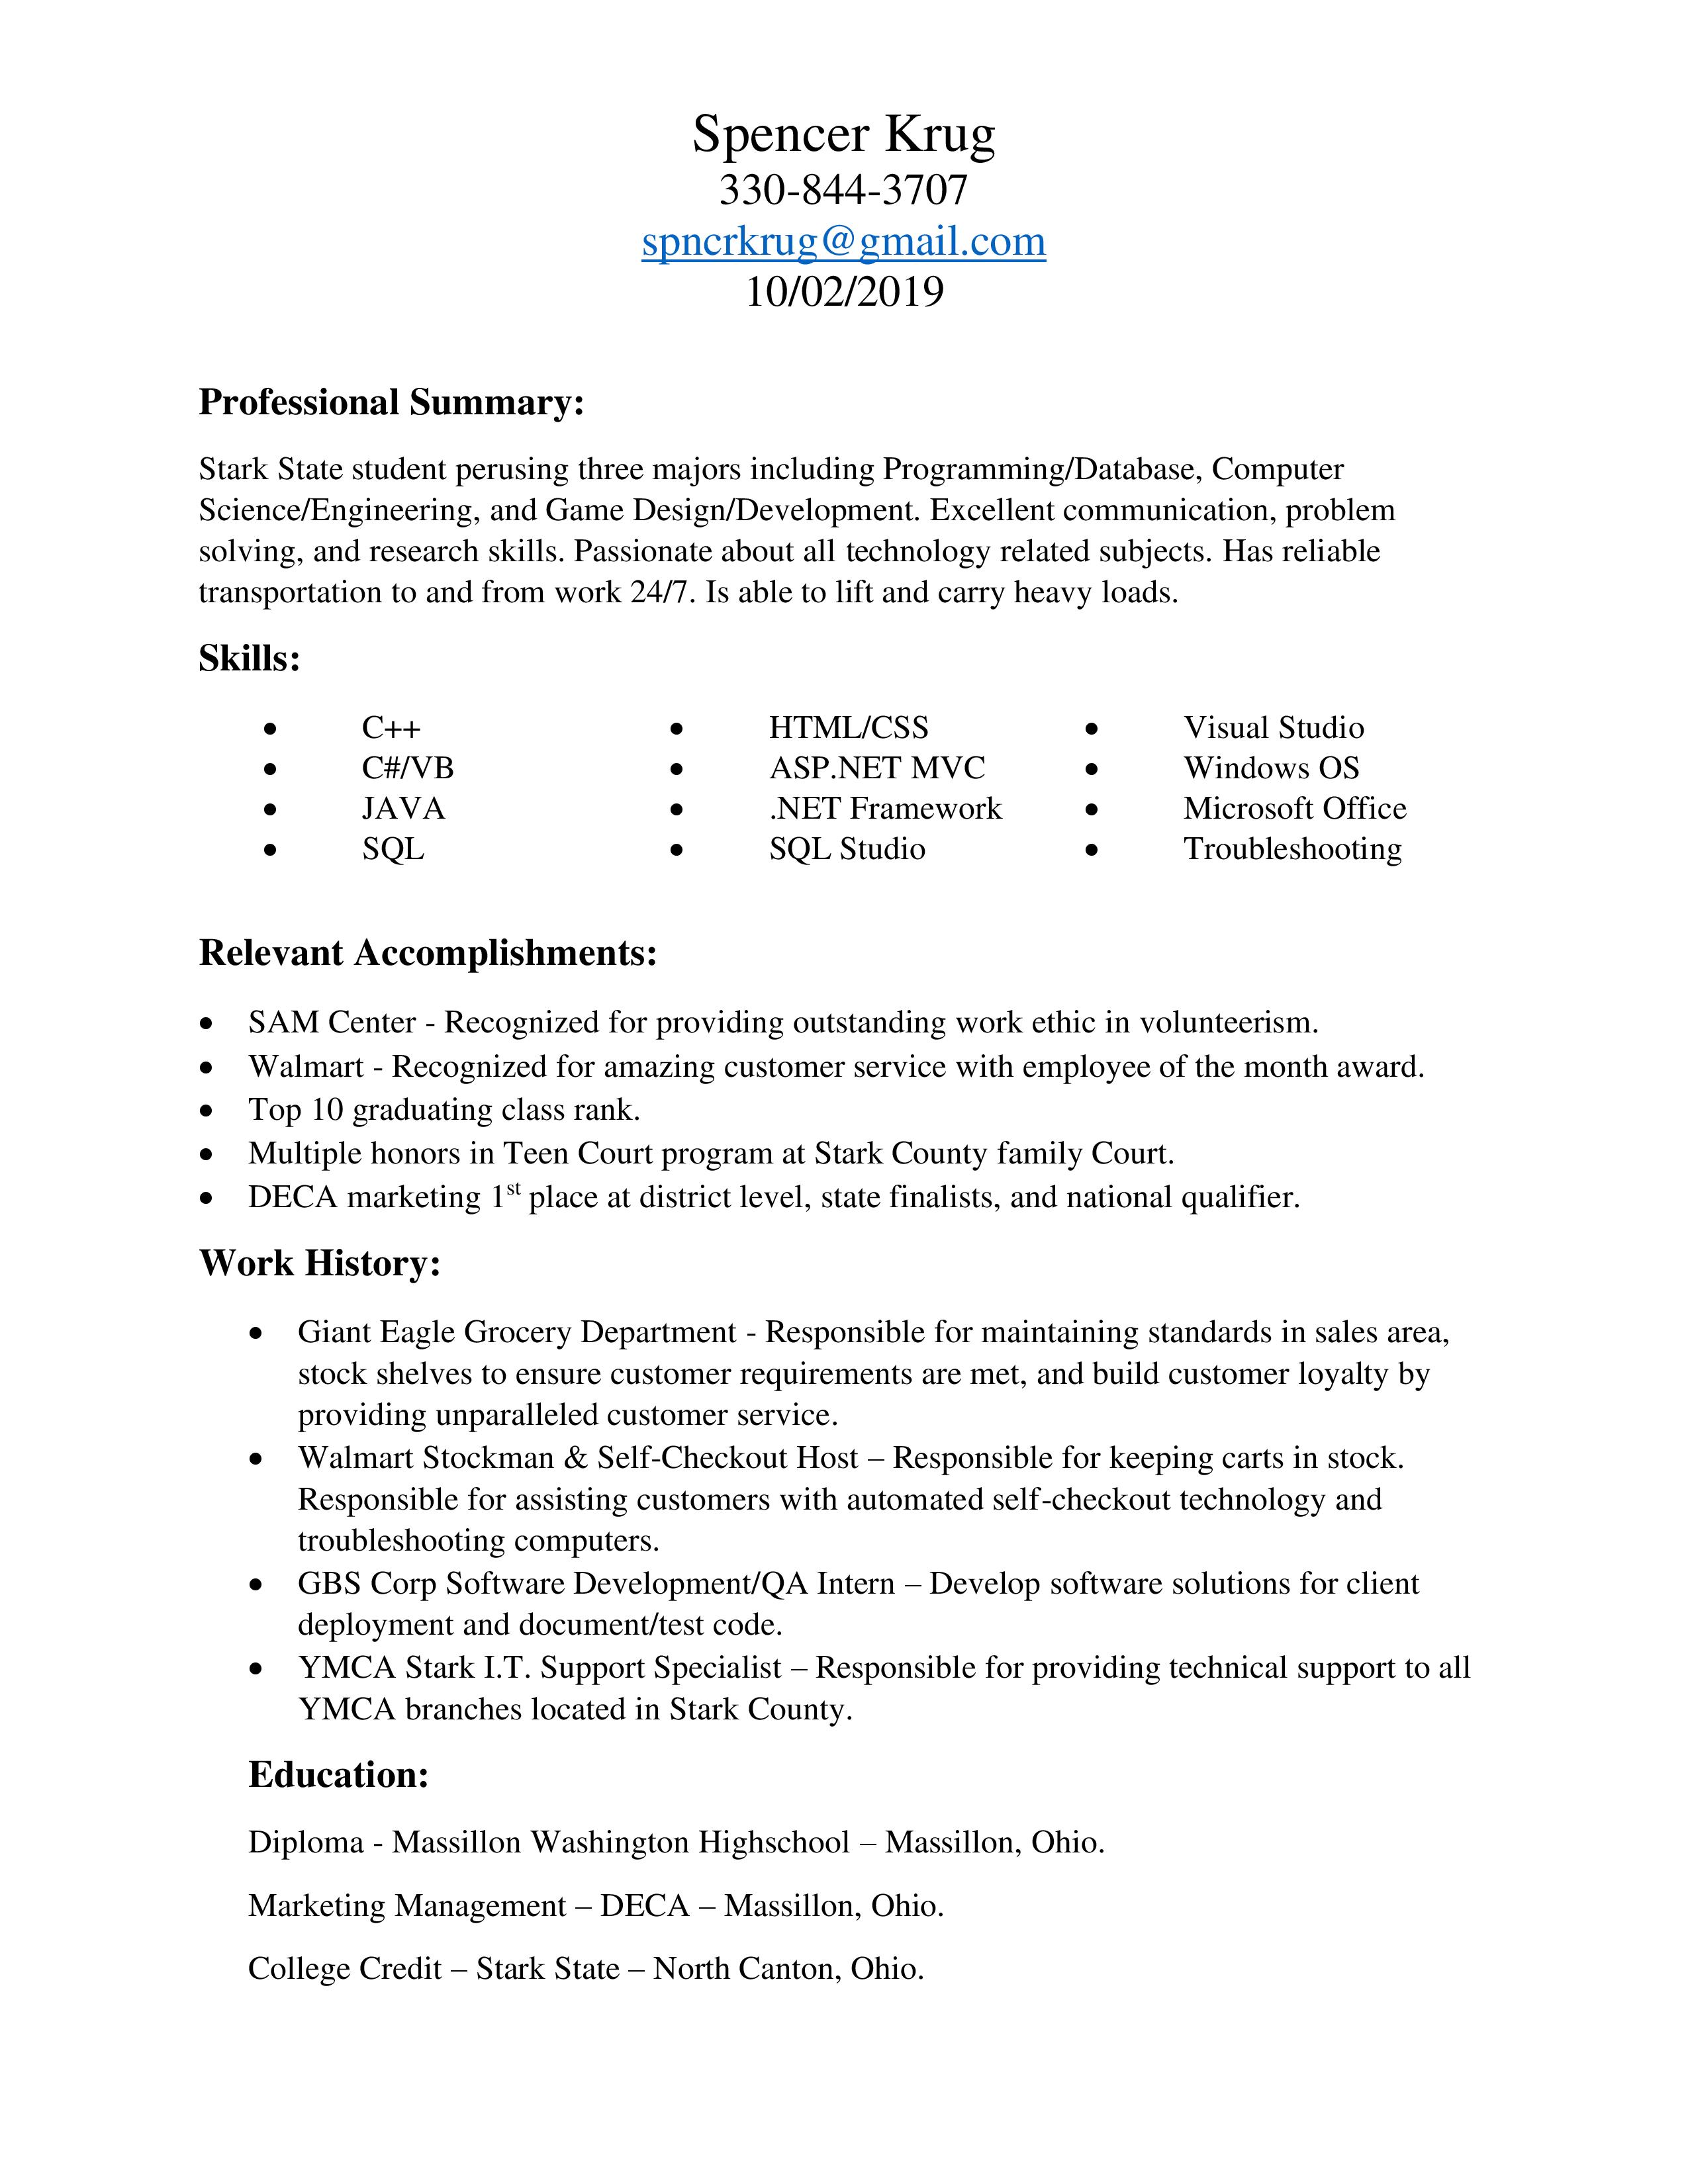 Spencer Krug
330-844-3707
spncrkrug@gmail.com
10/02/2019
Professional Summary:
Stark State student perusing three majors including Programming/Database, Computer
Science/Engineering, and Game Design/Development. Excellent communication, problem
solving, and research skills. Passionate about all technology related subjects. Has reliable
transportation to and from work 24/7. Is able to lift and carry heavy loads.
Skills:
• C++
• C#/VB
• JAVA
• SQL
• HTML/CSS
• ASP.NET MVC
• .NET Framework
• SQL Studio
• Visual Studio
• Windows OS
• Microsoft Office
• Troubleshooting
Relevant Accomplishments:
• SAM Center - Recognized for providing outstanding work ethic in volunteerism.
• Walmart - Recognized for amazing customer service with employee of the month award.
• Top 10 graduating class rank.
• Multiple honors in Teen Court program at Stark County family Court.
• DECA marketing 1st place at district level, state finalists, and national qualifier.
Work History:
• Giant Eagle Grocery Department - Responsible for maintaining standards in sales area,
stock shelves to ensure customer requirements are met, and build customer loyalty by
providing unparalleled customer service.
• Walmart Stockman & Self-Checkout Host – Responsible for keeping carts in stock.
Responsible for assisting customers with automated self-checkout technology and
troubleshooting computers.
• GBS Corp Software Development/QA Intern – Develop software solutions for client
deployment and document/test code.
• YMCA Stark I.T. Support Specialist – Responsible for providing technical support to all
YMCA branches located in Stark County.
Education:
Diploma - Massillon Washington Highschool – Massillon, Ohio.
Marketing Management – DECA – Massillon, Ohio.
College Credit – Stark State – North Canton, Ohio.